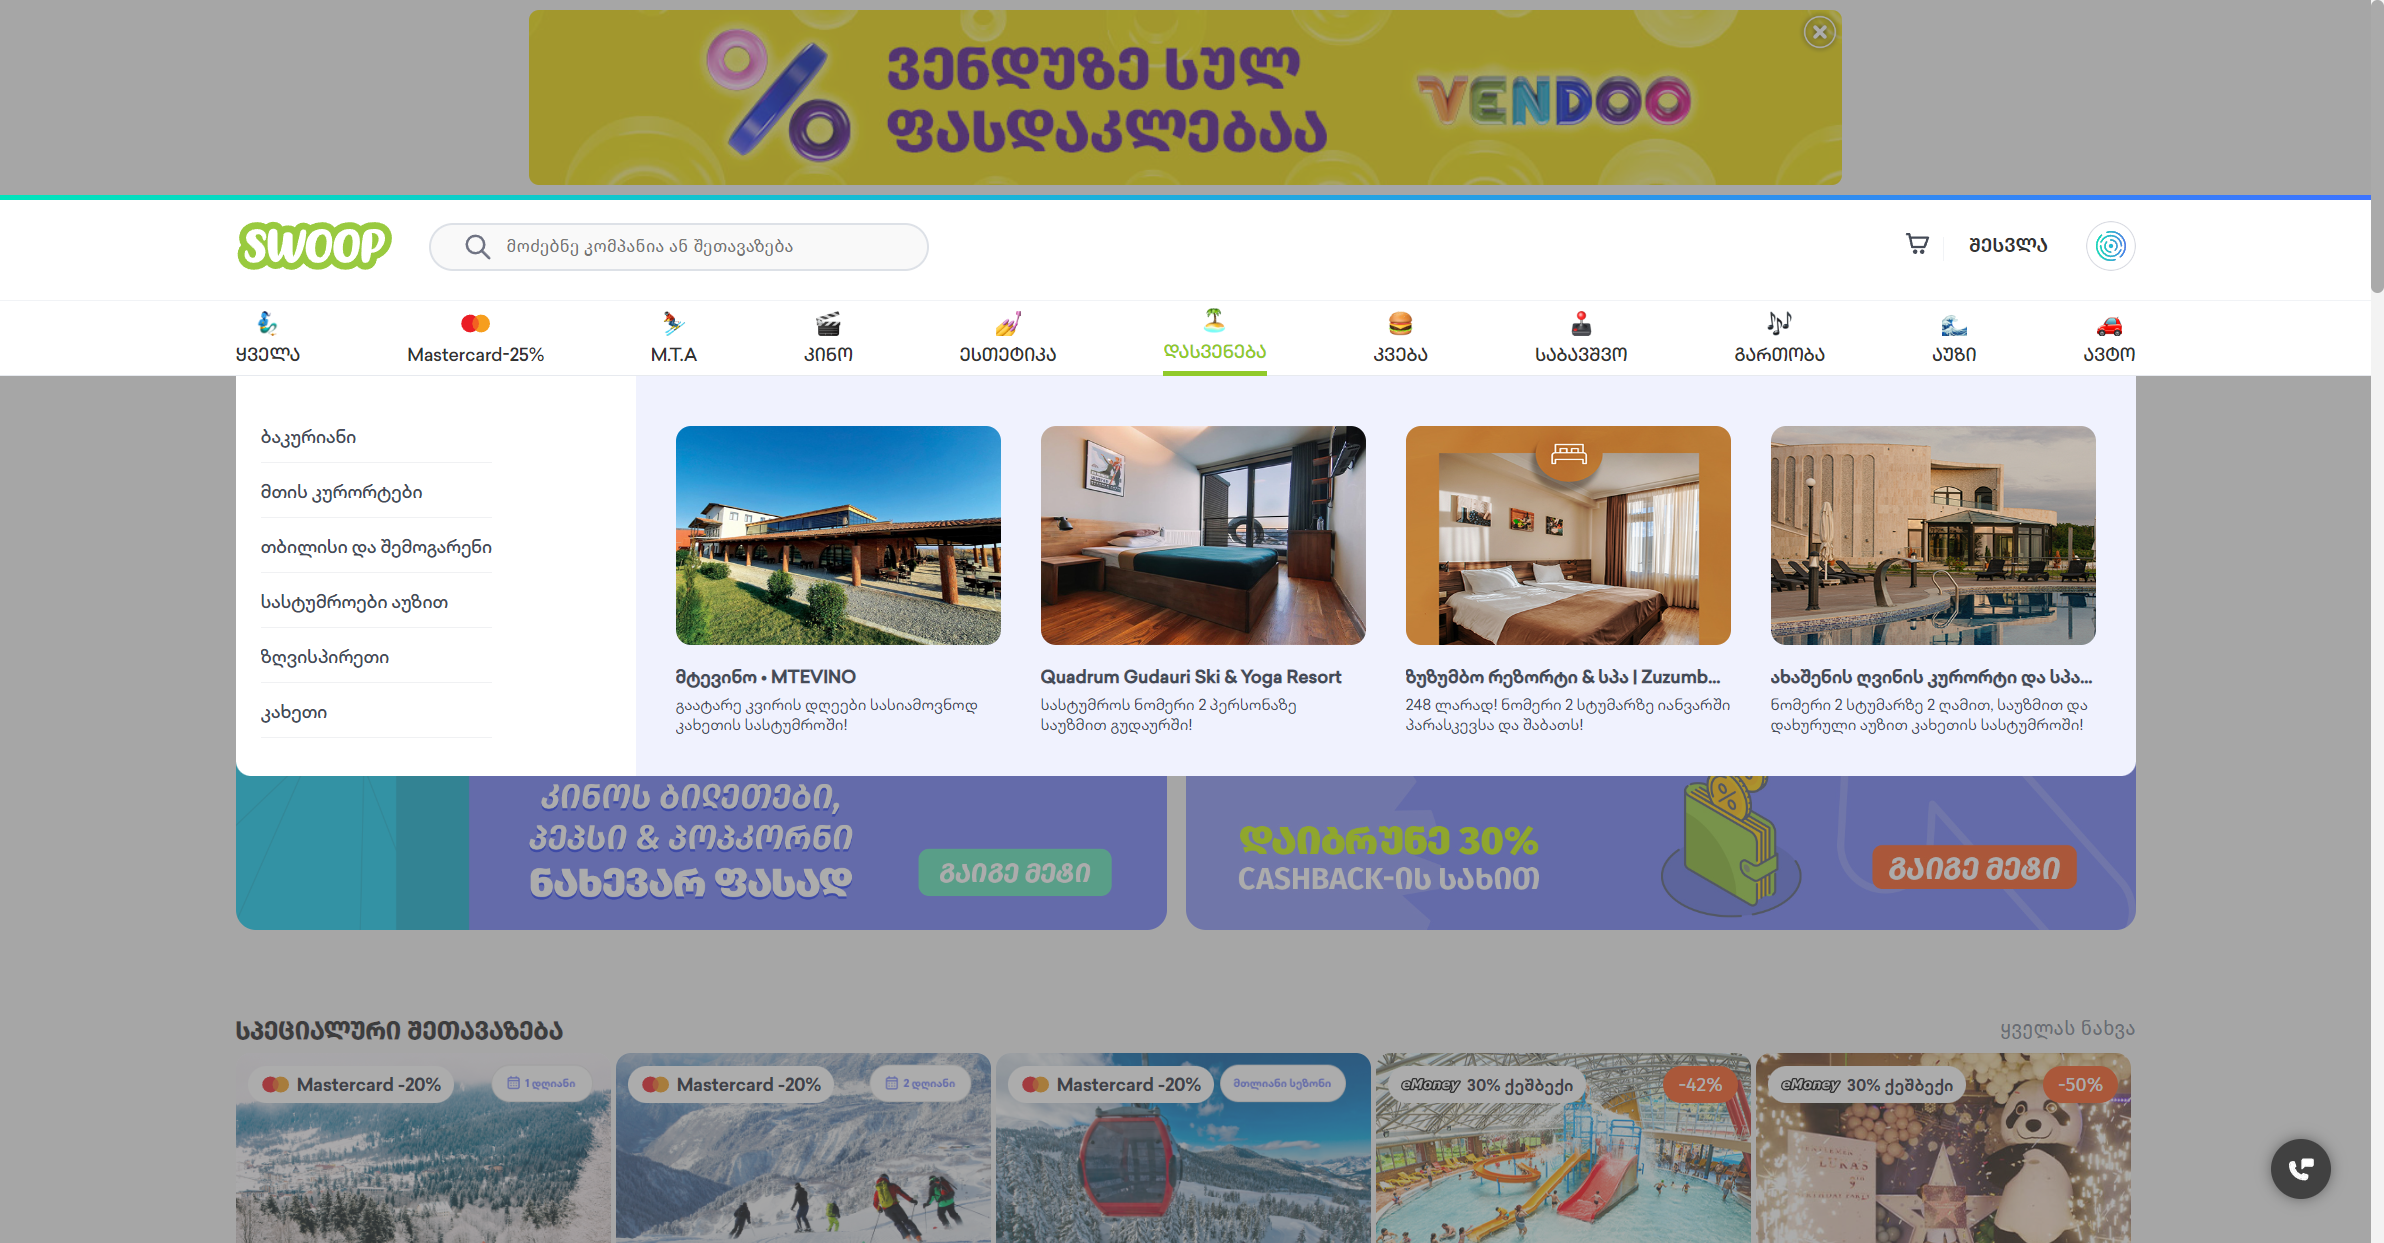 ვენდუზე სულ
ფასდაკლებაა
VENDOO
SWOOP
მოძებნე კომპანია ან შეთავაზება
შესვლა
ყველა
Mastercard-25%
M.T.A
კინო
ესთეტიკა
დასვენება
კვება
საბავშვო
გართობა
აუზი
ავტო
ბაკურიანი
მთის კურორტები
თბილისი და შემოგარენი
სასტუმროები აუზით
ზღვისპირეთი
კახეთი
მტევინო • MTEVINO
გაატარე კვირის დღეები სასიამოვნოდ
კახეთის სასტუმროში!
Quadrum Gudauri Ski & Yoga Resort
სასტუმროს ნომერი 2 პერსონაზე
საუზმით გუდაურში!
ზუზუმბო რეზორტი & სპა | Zuzumb...
248 ლარად! ნომერი 2 სტუმარზე იანვარში
პარასკევსა და შაბათს!
ახაშენის ღვინის კურორტი და სპა...
ნომერი 2 სტუმარზე 2 ღამით, საუზმით და
დახურული აუზით კახეთის სასტუმროში!
კინოს ბილეთები,
პეპსი & პოპკორნი
ნახევარ ფასად
გაიგე მეტი
დაიბრუნე 30%
CASHBACK-ის სახით
გაიგე მეტი
სპეციალური შეთავაზება
ყველას ნახვა
Mastercard -20%
1 დღიანი
Mastercard -20%
2 დღიანი
Mastercard -20%
მთლიანი სეზონი
eMoney 30% ქეშბექი
-42%
eMoney 30% ქეშბექი
-50%
LUKAS